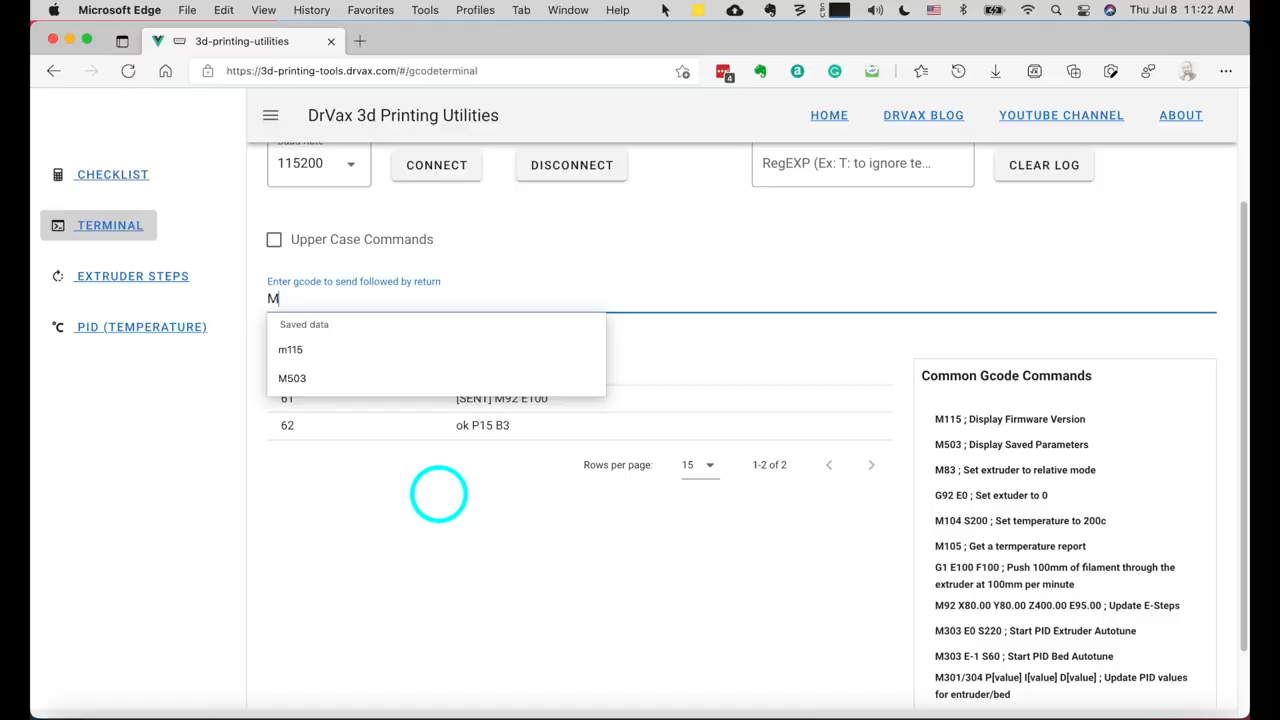 Microsoft Edge File Edit View History Favorites Tools Profiles Tab Window Help Thu Jul 8 11:22 AM
3d-printing-utilities
https://3d-printing-tools.drvax.com/#/gcodeterminal
4
DrVax 3d Printing Utilities
HOME
DRVAX BLOG
YOUTUBE CHANNEL
ABOUT
CHECKLIST
TERMINAL
EXTRUDER STEPS
PID (TEMPERATURE)
115200
CONNECT
DISCONNECT
RegEXP (Ex: T: to ignore te...
CLEAR LOG
Upper Case Commands
Enter gcode to send followed by return
M
Saved data
m115
M503
61 [SENT] M92 E100
62 ok P15 B3
Rows per page: 15 1-2 of 2
Common Gcode Commands
M115 ; Display Firmware Version
M503 ; Display Saved Parameters
M83 ; Set extruder to relative mode
G92 E0 ; Set extuder to 0
M104 S200 ; Set temperature to 200c
M105 ; Get a termperature report
G1 E100 F100 ; Push 100mm of filament through the
extruder at 100mm per minute
M92 X80.00 Y80.00 Z400.00 E95.00 ; Update E-Steps
M303 E0 S220 ; Start PID Extruder Autotune
M303 E-1 S60 ; Start PID Bed Autotune
M301/304 P[value] I[value] D[value] ; Update PID values
for entruder/bed